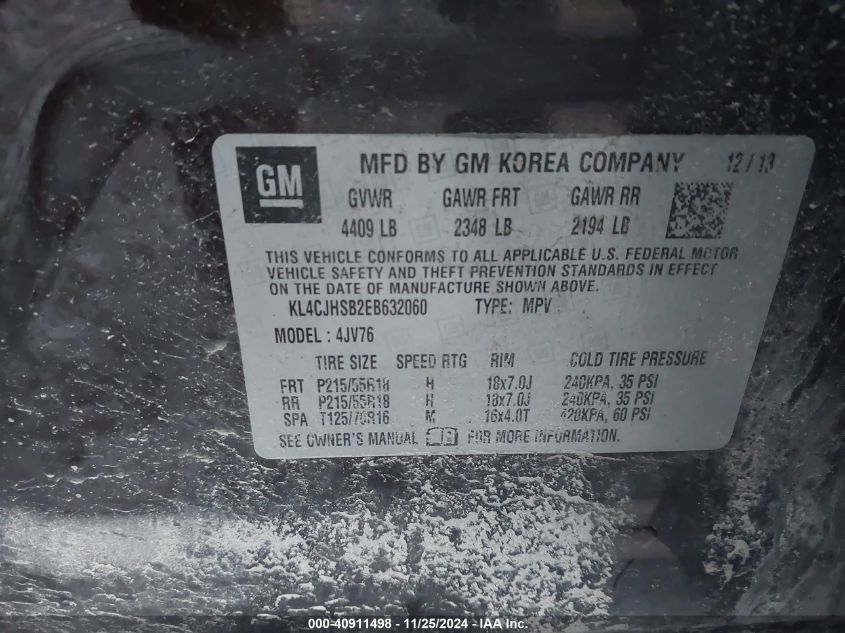 GM
MFD BY GM KOREA COMPANY 12/13
GVWR GAWR FRT GAWR RR
4409 LB 2348 LB 2194 LB
THIS VEHICLE CONFORMS TO ALL APPLICABLE U.S. FEDERAL MOTOR
VEHICLE SAFETY AND THEFT PREVENTION STANDARDS IN EFFECT
ON THE DATE OF MANUFACTURE SHOWN ABOVE.
KL4CJHSB2EB632060 TYPE: MPV
MODEL: 4JV76
TIRE SIZE SPEED RTG RIM COLD TIRE PRESSURE
FRT P215/55R18 H 18x7.0J 240KPA, 35 PSI
RR P215/55R18 H 18x7.0J 240KPA, 35 PSI
SPA T125/70R16 M 16x4.0T 420KPA, 60 PSI
SEE OWNER'S MANUAL FOR MORE INFORMATION.
000-40911498 - 11/25/2024 - IAA Inc.